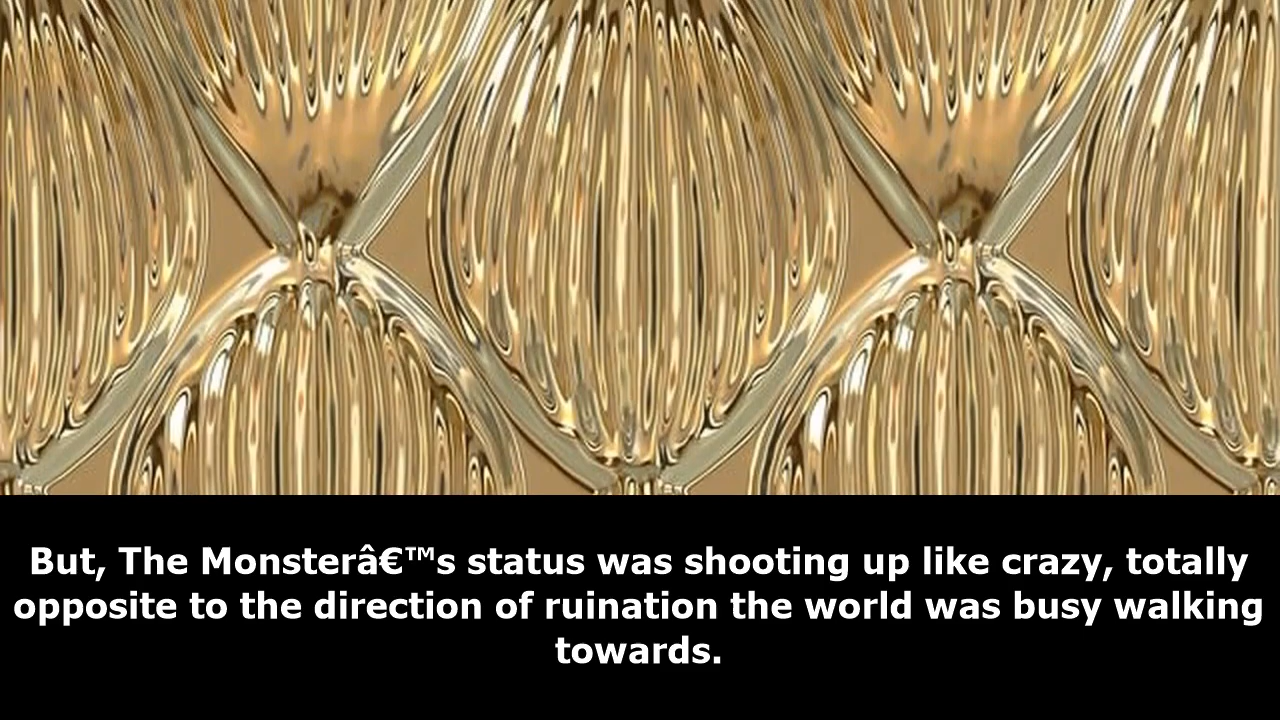 But, The Monsterâ€™s status was shooting up like crazy, totally
opposite to the direction of ruination the world was busy walking
towards.